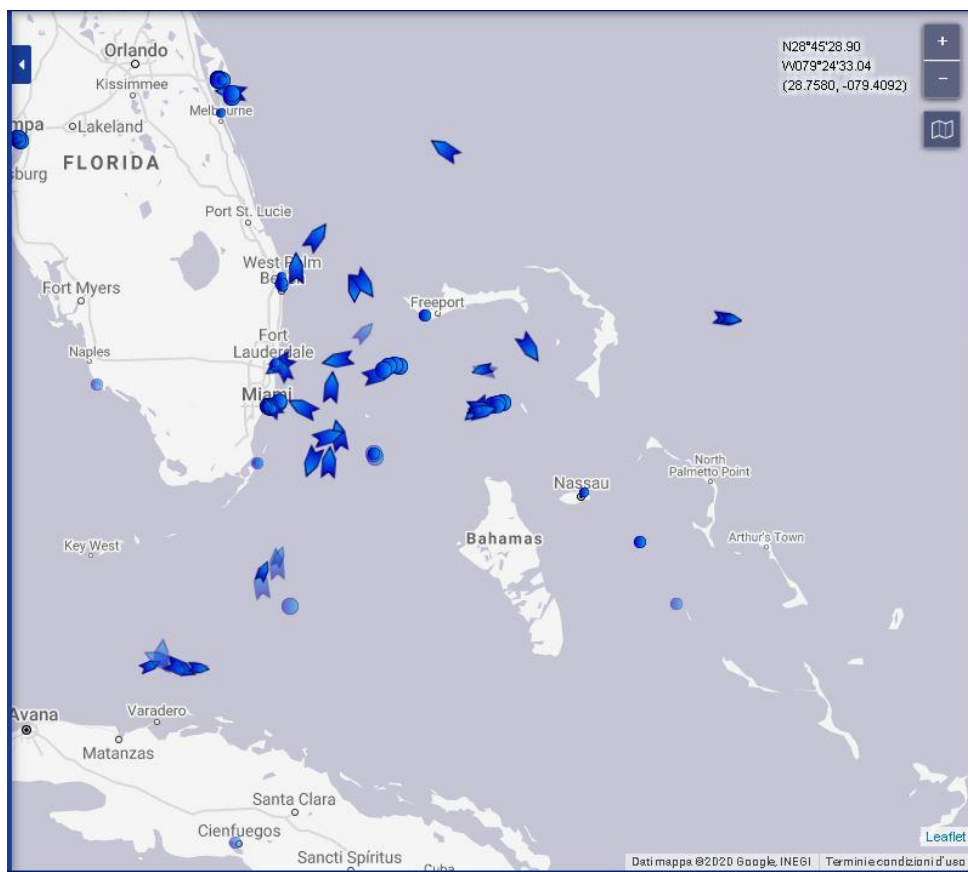 Orlando
N28°45'28.90
W079°24'33.04
(28.7580, -079.4092)
+
−
Kissimmee
Melbourne
mpa
Lakeland
sburg
FLORIDA
Port St. Lucie
West Palm
Fort Myers
Freeport
Fort
Lauderdale
Naples
Miami
North
Palmetto Point
Nassau
Key West
Bahamas
Arthur's Town
Avana
Varadero
Matanzas
Santa Clara
Cienfuegos
Sancti Spíritus
Cuba
Leaflet
Dati mappa ©2020 Google, INEGI
Termini e condizioni d'uso